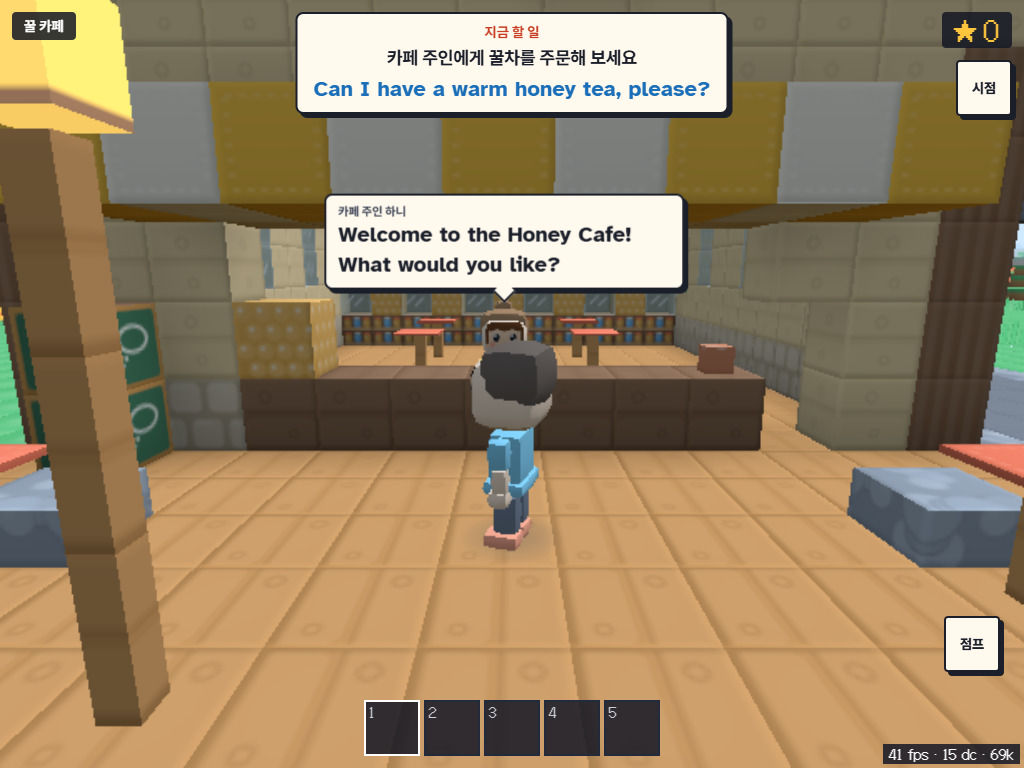 꿀 카페
지금 할 일
카페 주인에게 꿀차를 주문해 보세요
Can I have a warm honey tea, please?
★0
시점
카페 주인 하니
Welcome to the Honey Cafe!
What would you like?
점프
1 2 3 4 5
41 fps · 15 dc · 69k